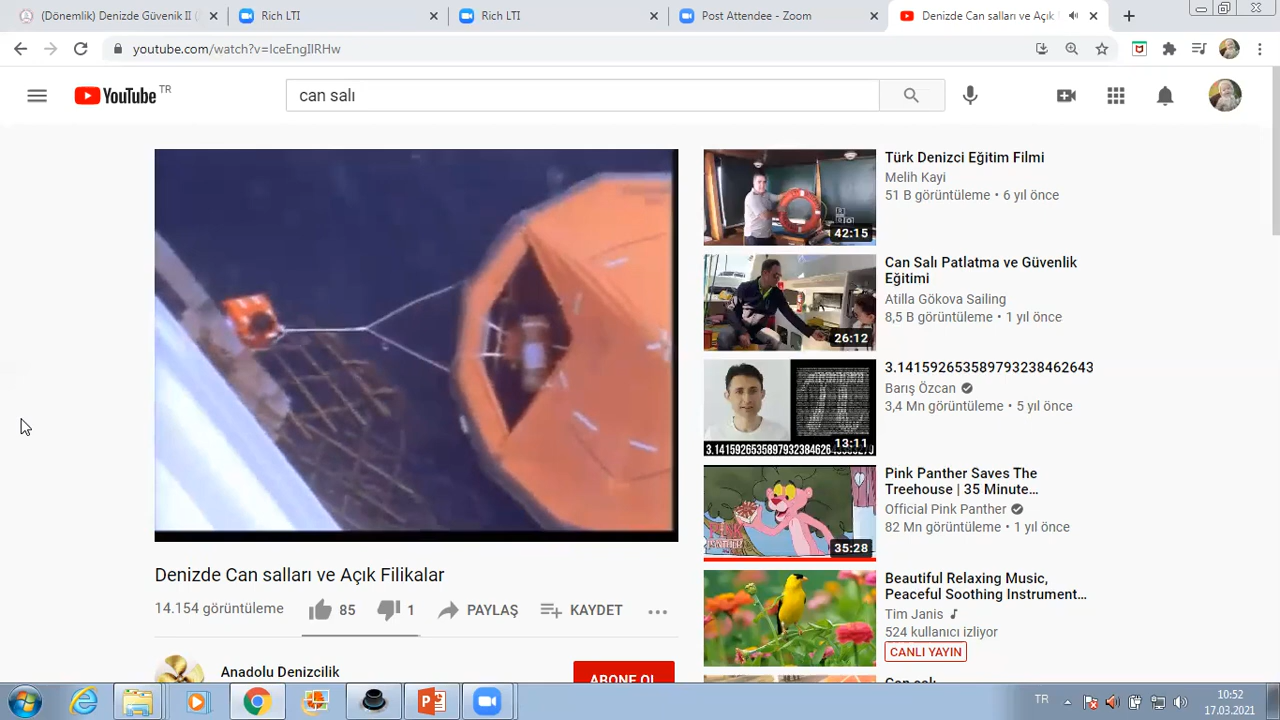 (Dönemlik) Denizde Güvenik II (
Rich LTI
Rich LTI
Post Attendee - Zoom
Denizde Can salları ve Açık
youtube.com/watch?v=IceEngIlRHw
YouTube TR
can salı
Türk Denizci Eğitim Filmi
Melih Kayi
51 B görüntüleme • 6 yıl önce
42:15
Can Salı Patlatma ve Güvenlik
Eğitimi
Atilla Gökova Sailing
8,5 B görüntüleme • 1 yıl önce
26:12
3.141592653589793238462643
Barış Özcan
3,4 Mn görüntüleme • 5 yıl önce
13:11
Pink Panther Saves The
Treehouse | 35 Minute…
Official Pink Panther
82 Mn görüntüleme • 1 yıl önce
35:28
Beautiful Relaxing Music,
Peaceful Soothing Instrument…
Tim Janis
524 kullanıcı izliyor
CANLI YAYIN
Denizde Can salları ve Açık Filikalar
14.154 görüntüleme
85
1
PAYLAŞ
KAYDET
Anadolu Denizcilik
ABONE OL
TR
10:52
17.03.2021